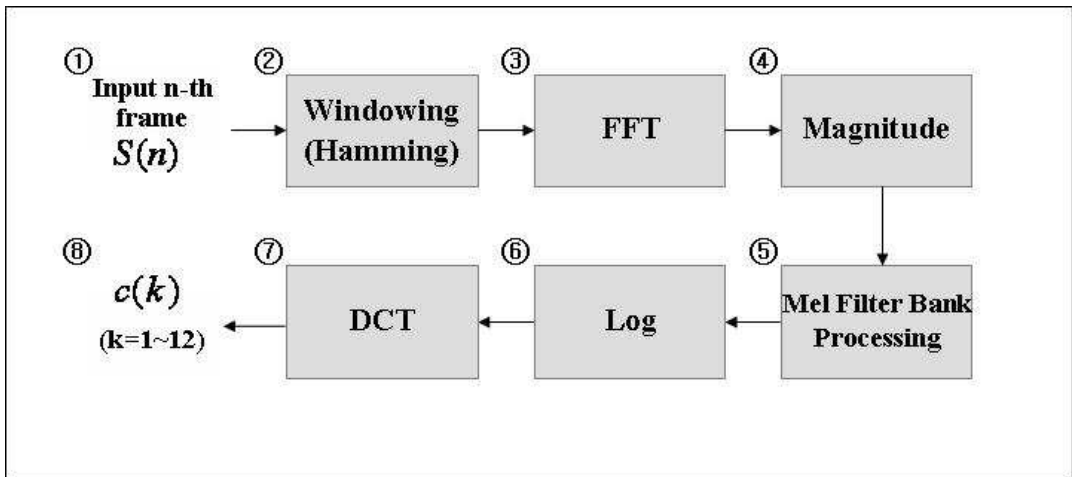 ①
Input n-th
frame
S(n)
②
Windowing
(Hamming)
③
FFT
④
Magnitude
⑤
Mel Filter Bank
Processing
⑥
Log
⑦
DCT
⑧
c(k)
(k=1~12)